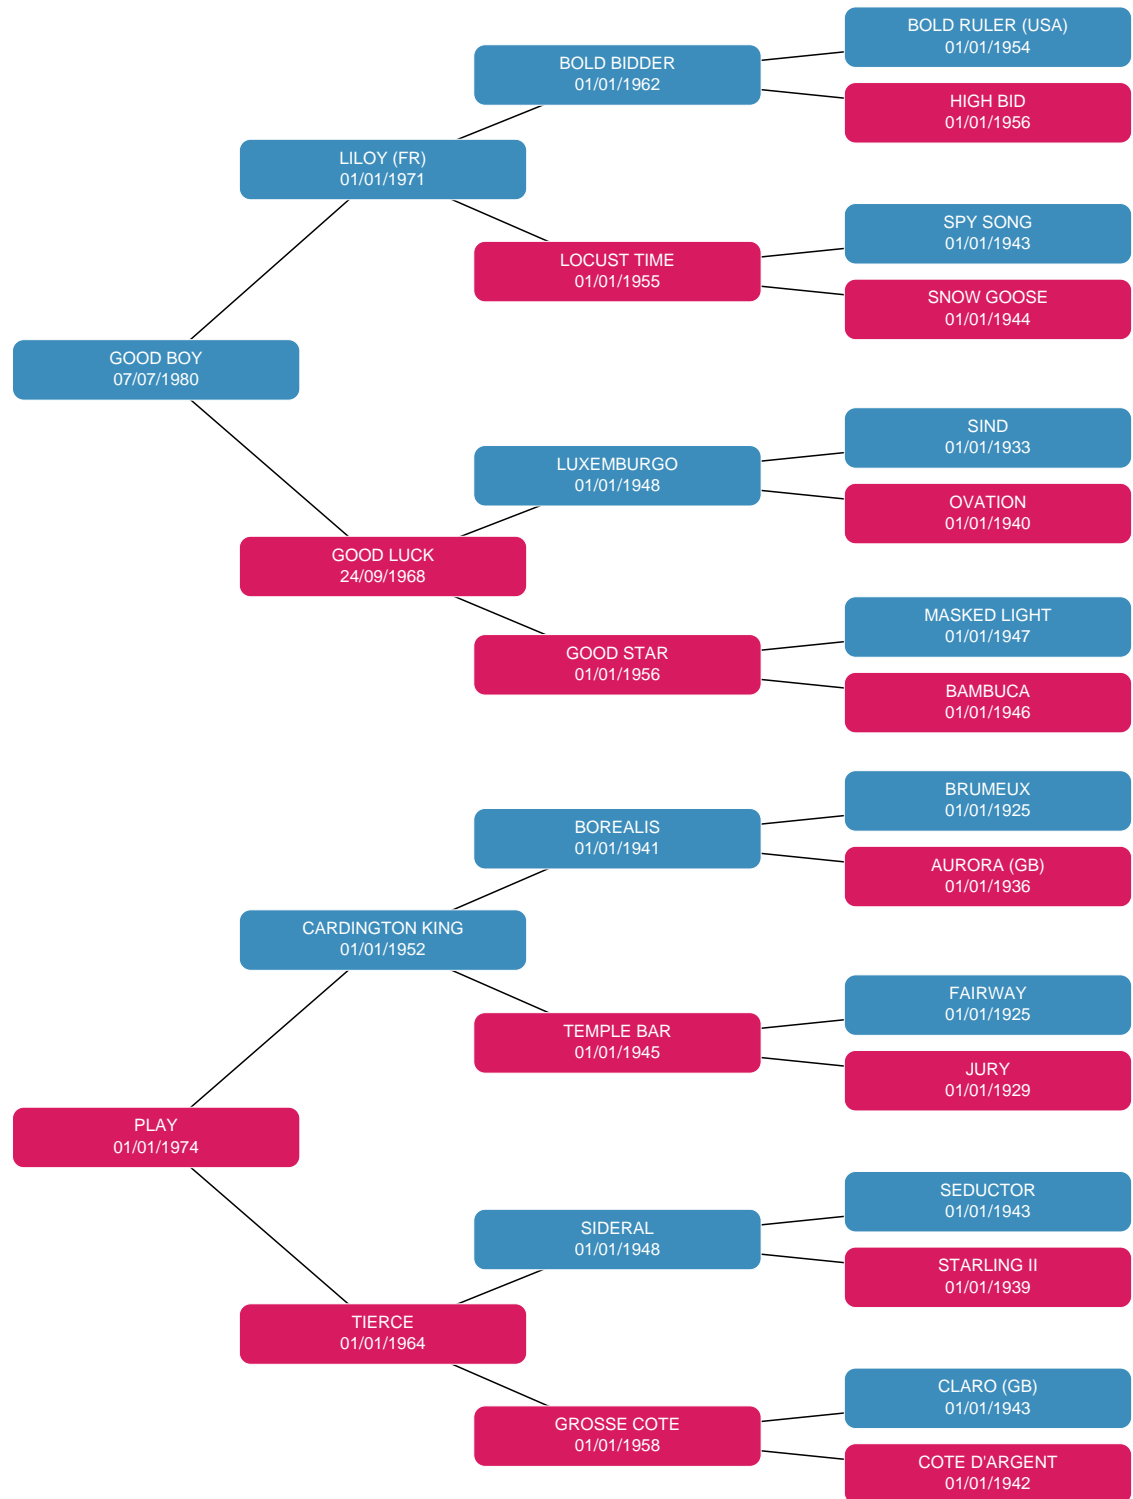 BOLD RULER (USA)
01/01/1954
BOLD BIDDER
01/01/1962
HIGH BID
01/01/1956
LILOY (FR)
01/01/1971
SPY SONG
01/01/1943
LOCUST TIME
01/01/1955
SNOW GOOSE
01/01/1944
GOOD BOY
07/07/1980
SIND
01/01/1933
LUXEMBURGO
01/01/1948
OVATION
01/01/1940
GOOD LUCK
24/09/1968
MASKED LIGHT
01/01/1947
GOOD STAR
01/01/1956
BAMBUCA
01/01/1946
BRUMEUX
01/01/1925
BOREALIS
01/01/1941
AURORA (GB)
01/01/1936
CARDINGTON KING
01/01/1952
FAIRWAY
01/01/1925
TEMPLE BAR
01/01/1945
JURY
01/01/1929
PLAY
01/01/1974
SEDUCTOR
01/01/1943
SIDERAL
01/01/1948
STARLING II
01/01/1939
TIERCE
01/01/1964
CLARO (GB)
01/01/1943
GROSSE COTE
01/01/1958
COTE D'ARGENT
01/01/1942